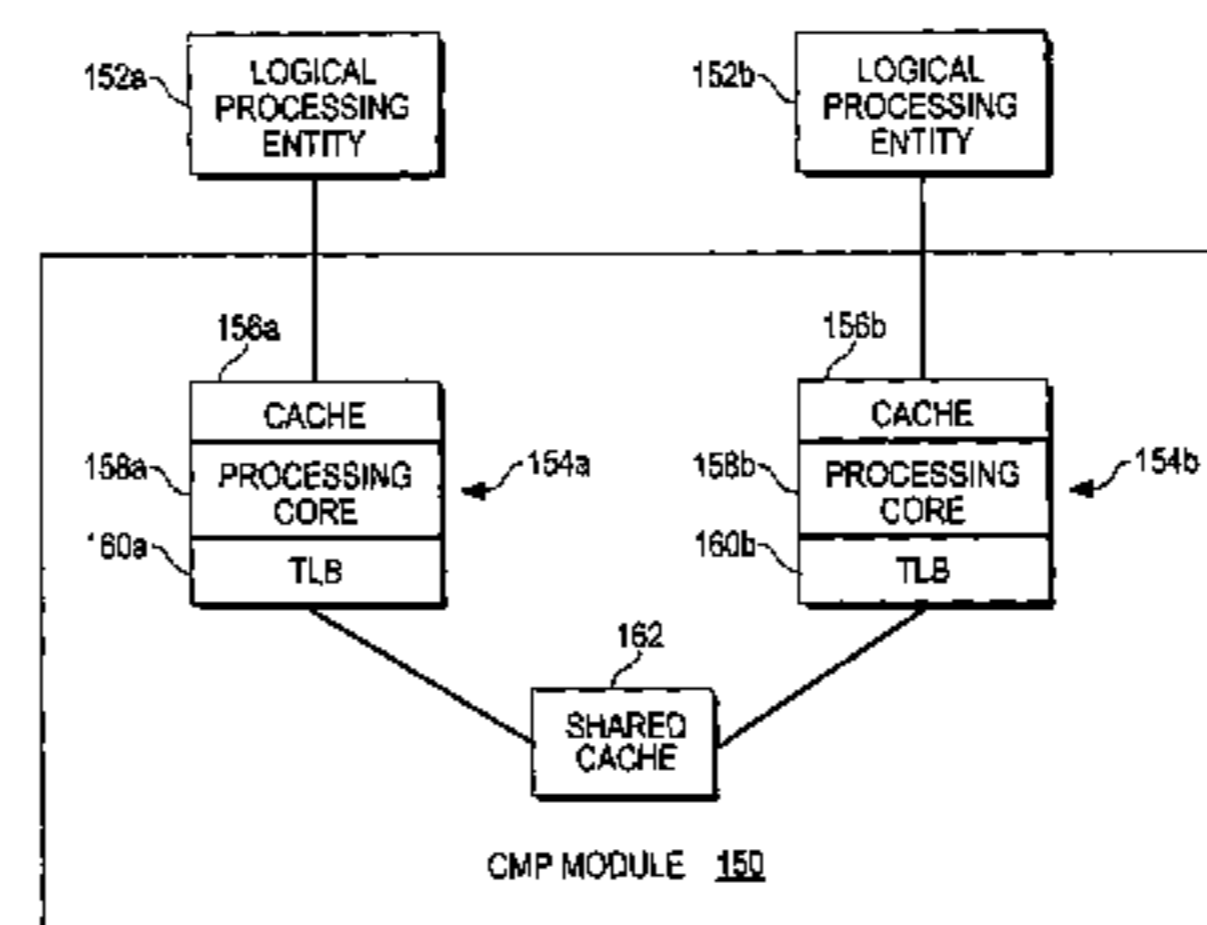 152a
LOGICAL
PROCESSING
ENTITY
152b
LOGICAL
PROCESSING
ENTITY
156a
CACHE
158a
PROCESSING
CORE
154a
160a
TLB
156b
CACHE
158b
PROCESSING
CORE
154b
160b
TLB
162
SHARED
CACHE
CMP MODULE 150